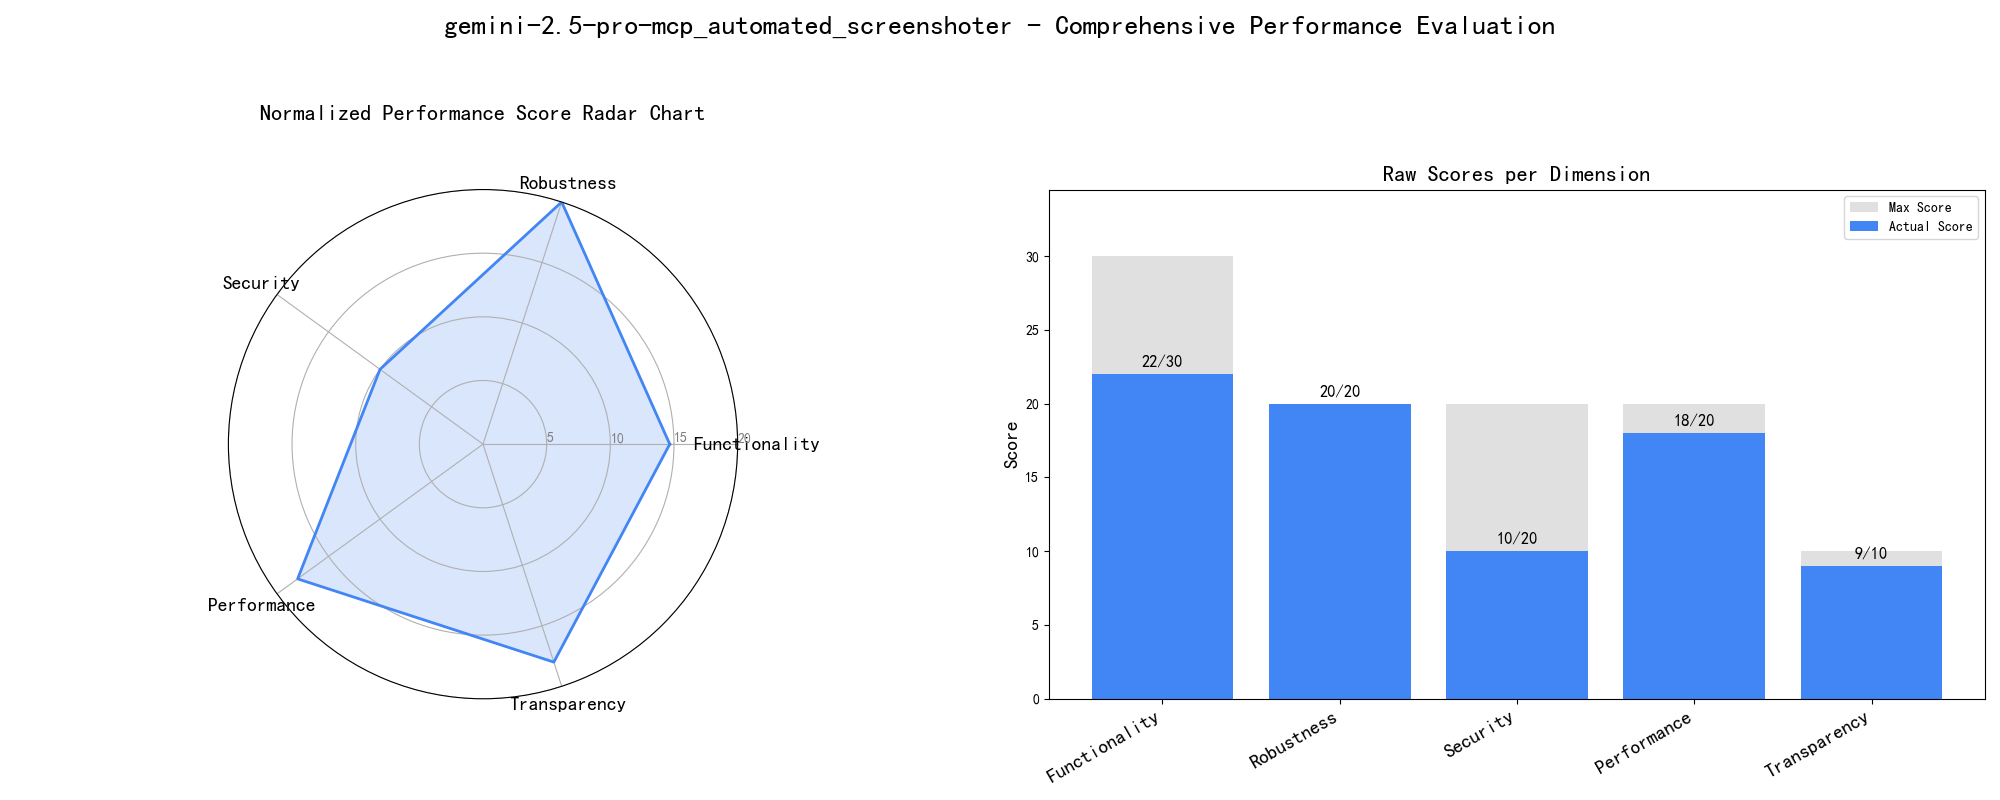 gemini-2.5-pro-mcp_automated_screenshoter - Comprehensive Performance Evaluation
Normalized Performance Score Radar Chart
Robustness
Security
5
10
15
20
Functionality
Performance
Transparency
Raw Scores per Dimension
Max Score
Actual Score
Score
30
25
20
15
10
5
0
22/30
20/20
10/20
18/20
9/10
Functionality
Robustness
Security
Performance
Transparency